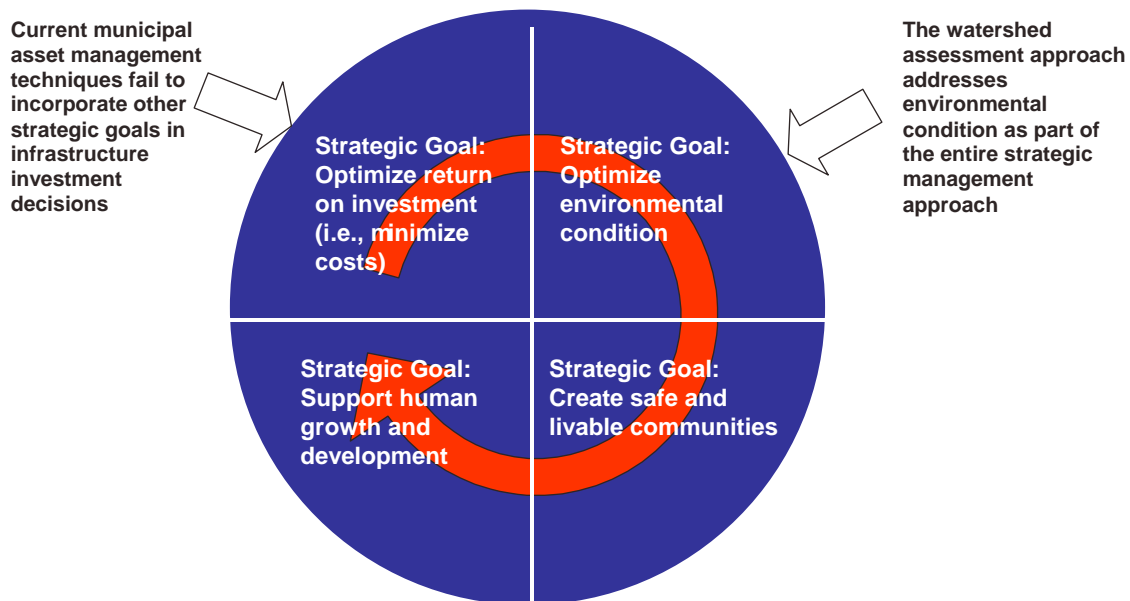 Current municipal
asset management
techniques fail to
incorporate other
strategic goals in
infrastructure
investment
decisions
The watershed
assessment approach
addresses
environmental
condition as part of
the entire strategic
management
approach
Strategic Goal:
Optimize return
on investment
(i.e., minimize
costs)
Strategic Goal:
Optimize
environmental
condition
Strategic Goal:
Support human
growth and
development
Strategic Goal:
Create safe and
livable communities